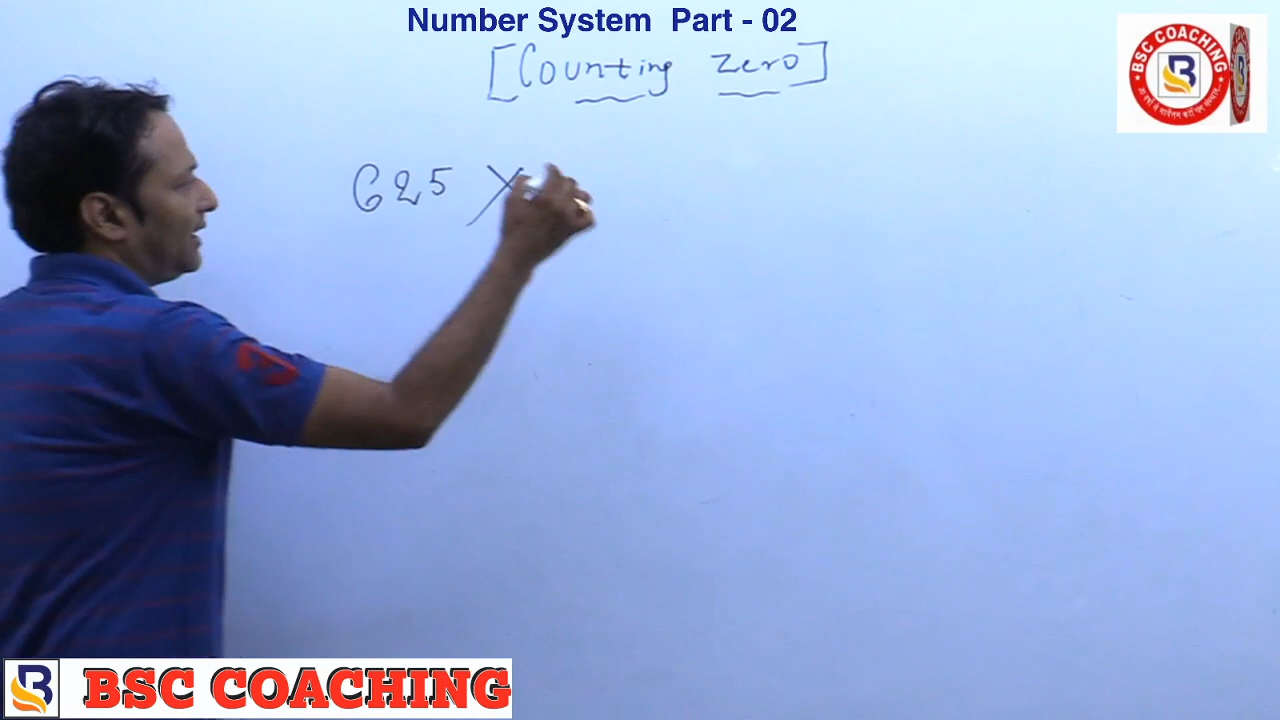 Number System Part - 02
[Counting Zero]
BSC COACHING
625 ×
BSC COACHING